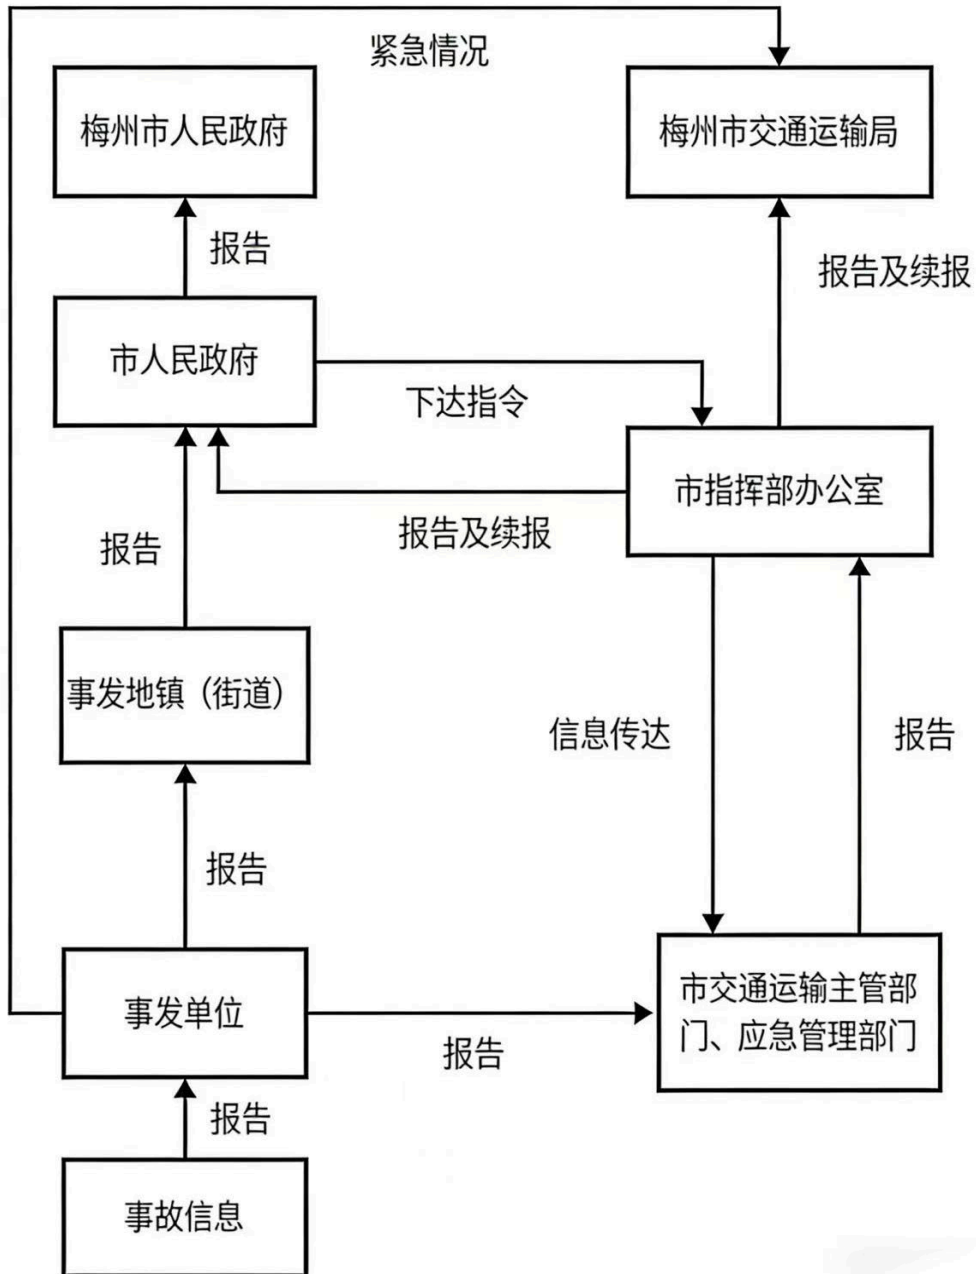 紧急情况
梅州市人民政府
梅州市交通运输局
报告
报告及续报
市人民政府
下达指令
市指挥部办公室
报告及续报
报告
事发地镇（街道）
信息传达
报告
报告
事发单位
市交通运输主管部
门、应急管理部门
报告
报告
事故信息